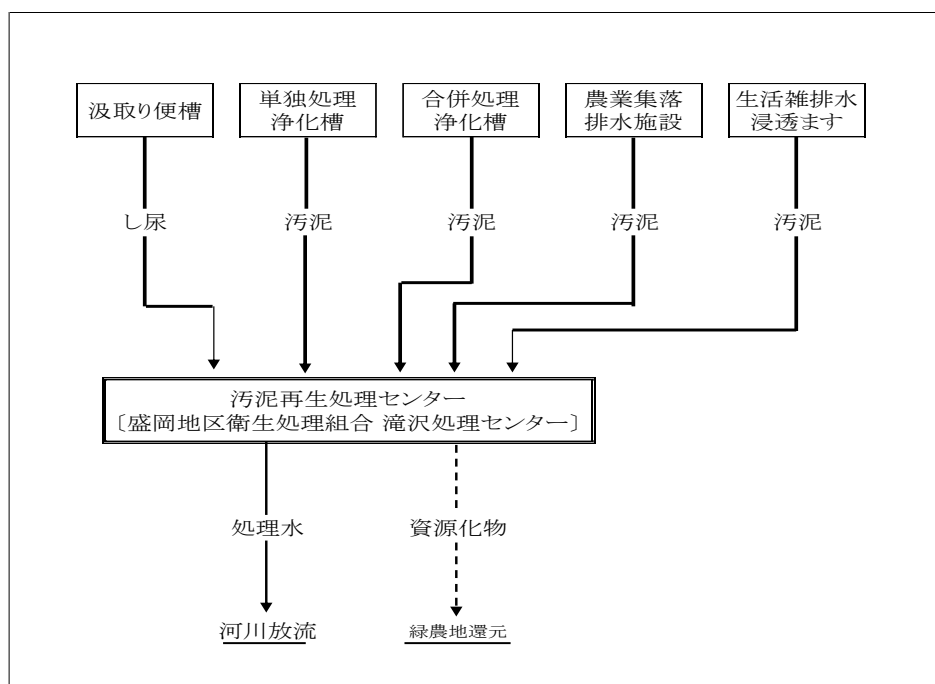 汲取り便槽
単独処理
浄化槽
合併処理
浄化槽
農業集落
排水施設
生活雑排水
浸透ます
し尿
汚泥
汚泥
汚泥
汚泥
汚泥再生処理センター
〔盛岡地区衛生処理組合 滝沢処理センター〕
処理水
資源化物
河川放流
緑農地還元